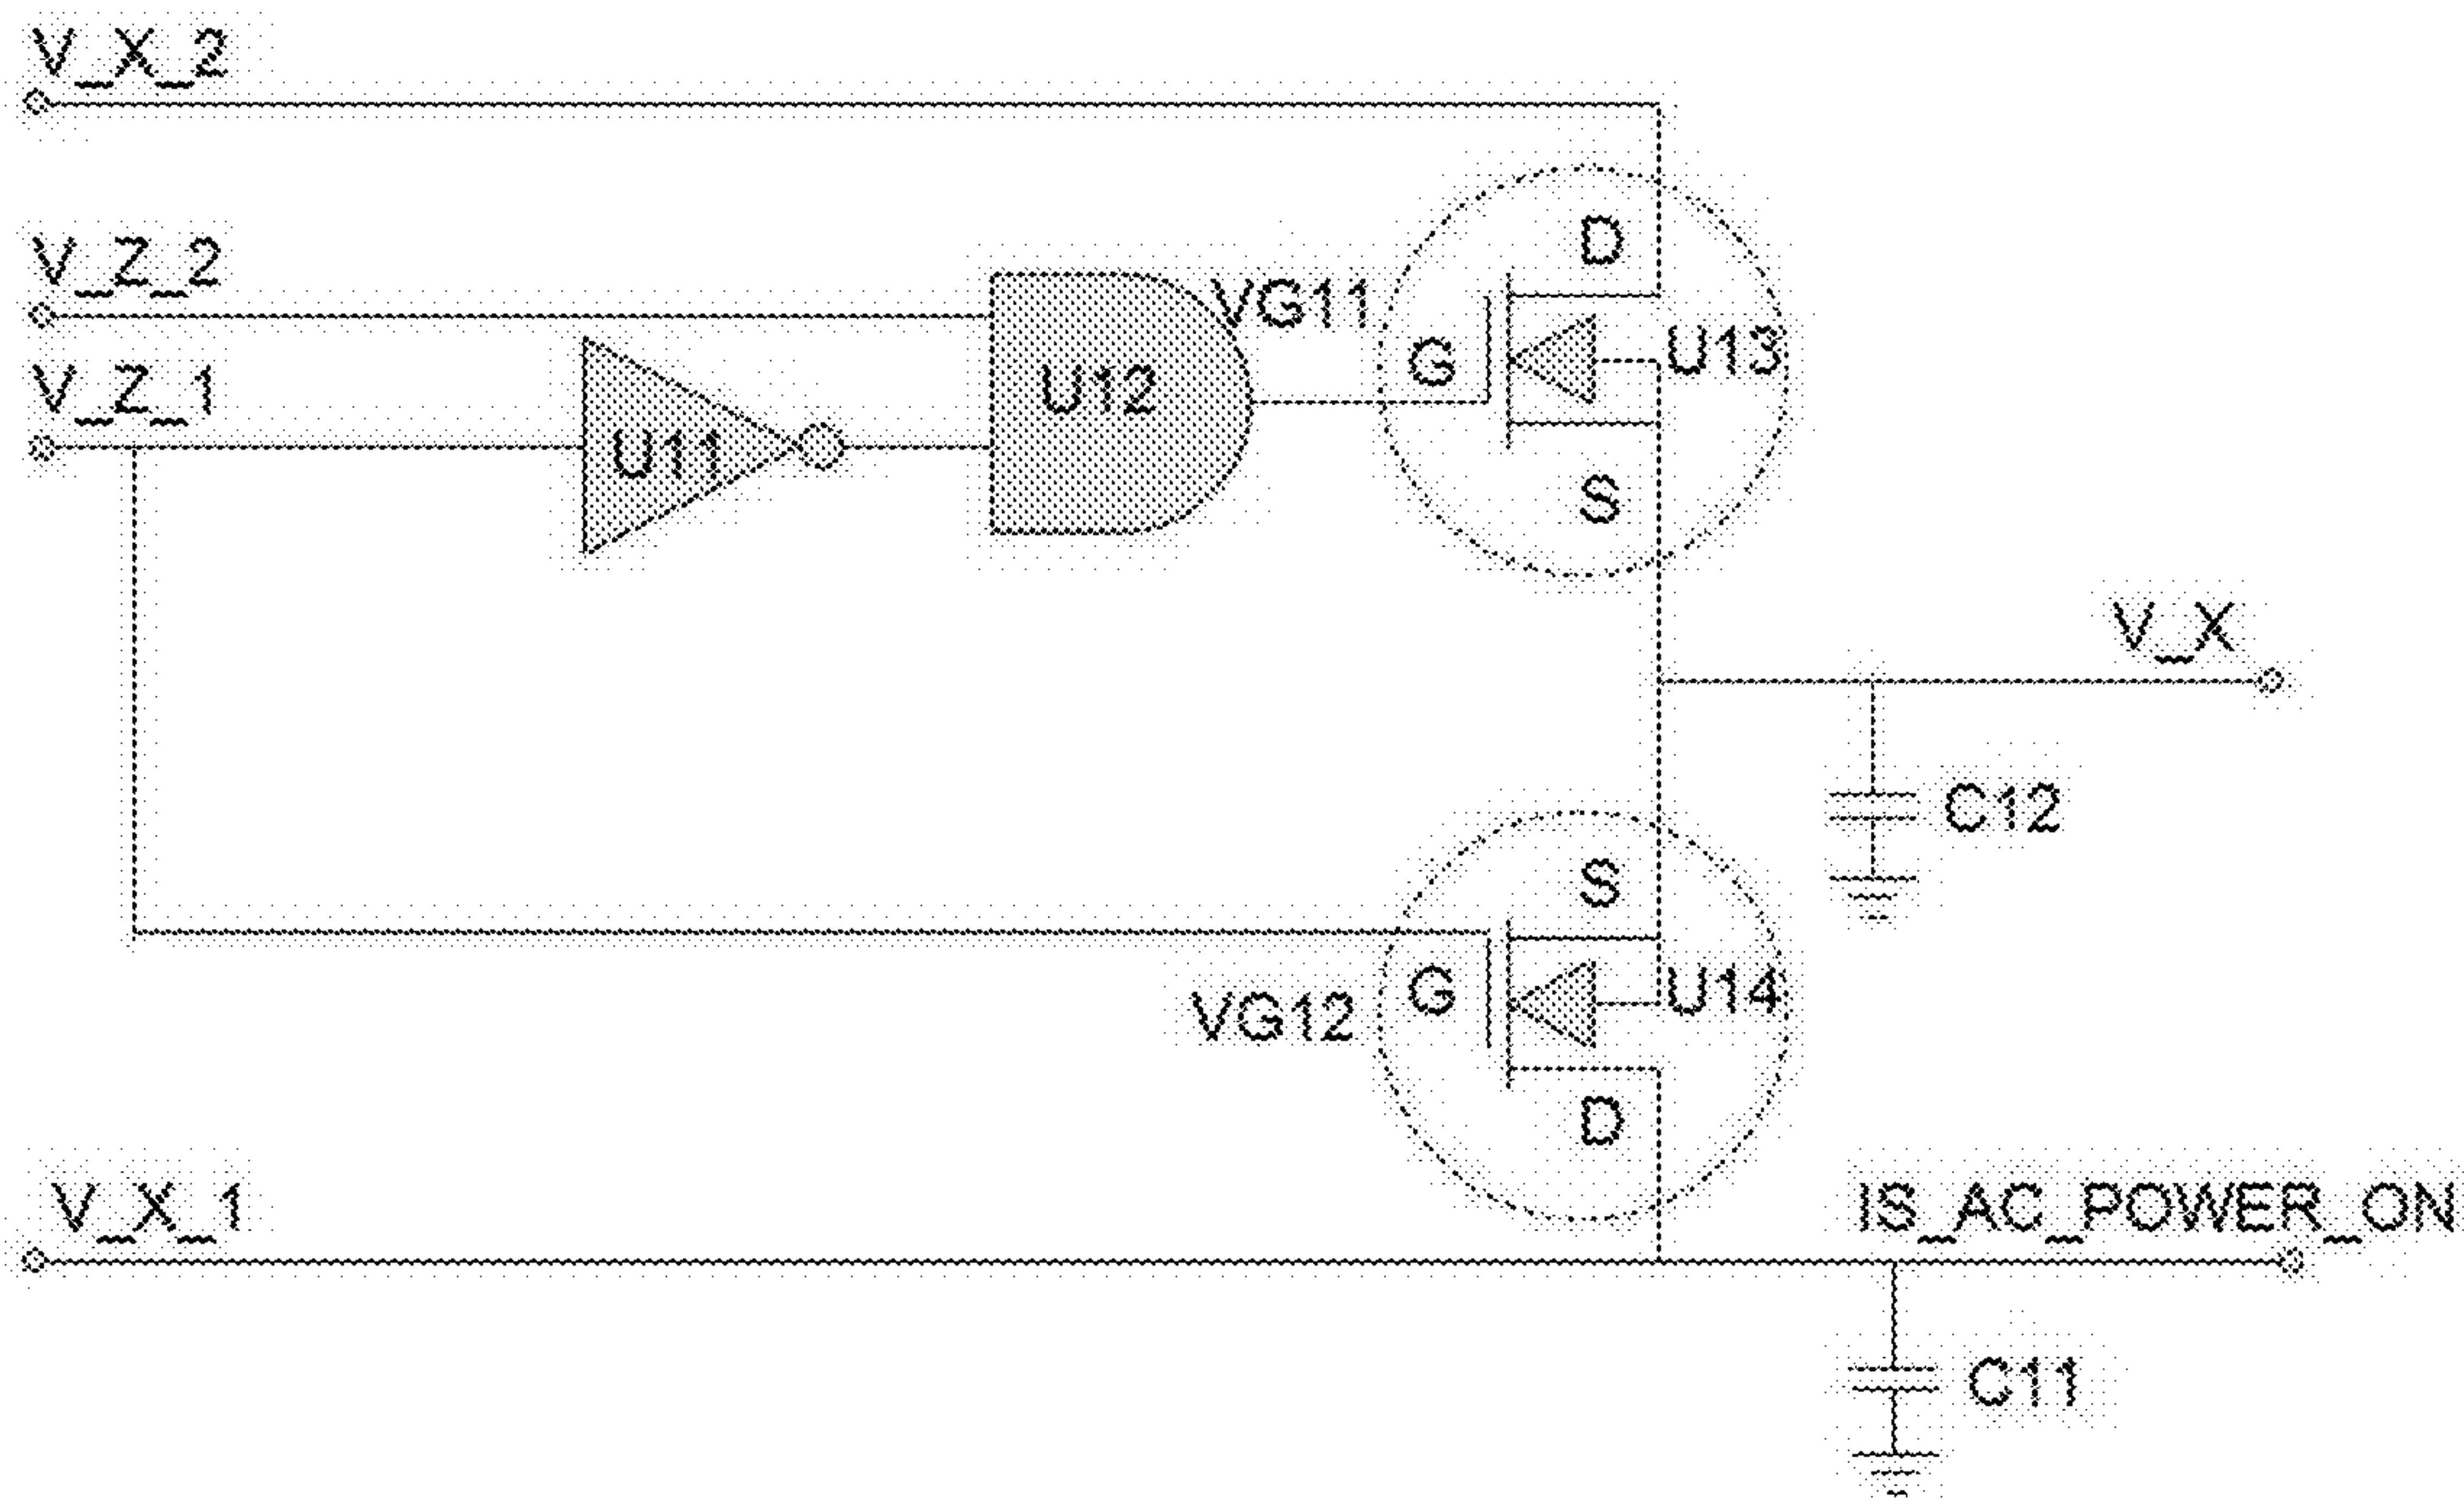 V_X_2
V_Z_2
V_Z_1
U11
U12
VG11
D
G
U13
S
V_X
C12
S
G
U14
VG12
D
V_X_1
IS_AC_POWER_ON
C11